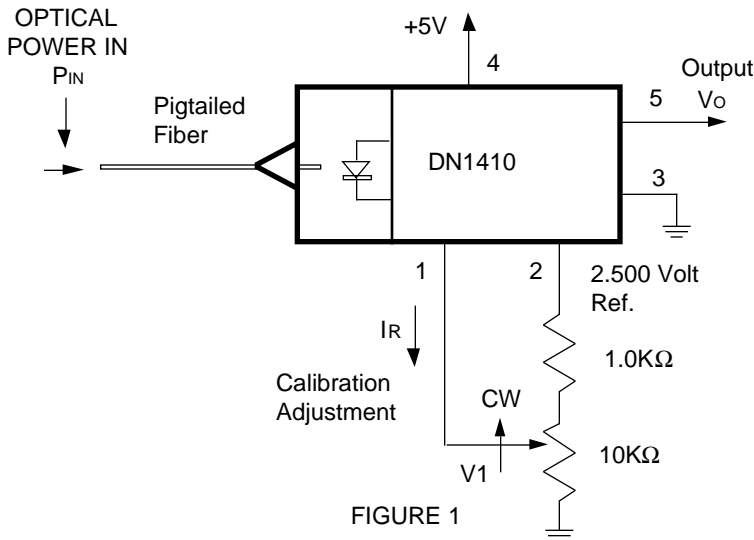 OPTICAL
POWER IN
PIN
Pigtailed
Fiber
+5V
4
Output
VO
5
DN1410
3
1
2
2.500 Volt
Ref.
IR
1.0KΩ
Calibration
Adjustment
CW
V1
10KΩ
FIGURE 1